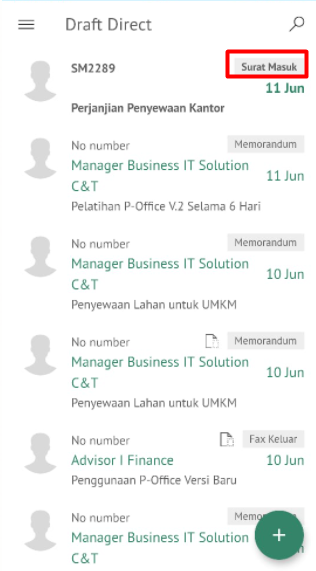 Draft Direct
SM2289 Surat Masuk
11 Jun
Perjanjian Penyewaan Kantor
No number Memorandum
Manager Business IT Solution
C&T
11 Jun
Pelatihan P-Office V.2 Selama 6 Hari
No number Memorandum
Manager Business IT Solution
C&T
10 Jun
Penyewaan Lahan untuk UMKM
No number Memorandum
Manager Business IT Solution
C&T
10 Jun
Penyewaan Lahan untuk UMKM
No number Fax Keluar
Advisor I Finance 10 Jun
Penggunaan P-Office Versi Baru
No number
Manager Business IT Solution
C&T